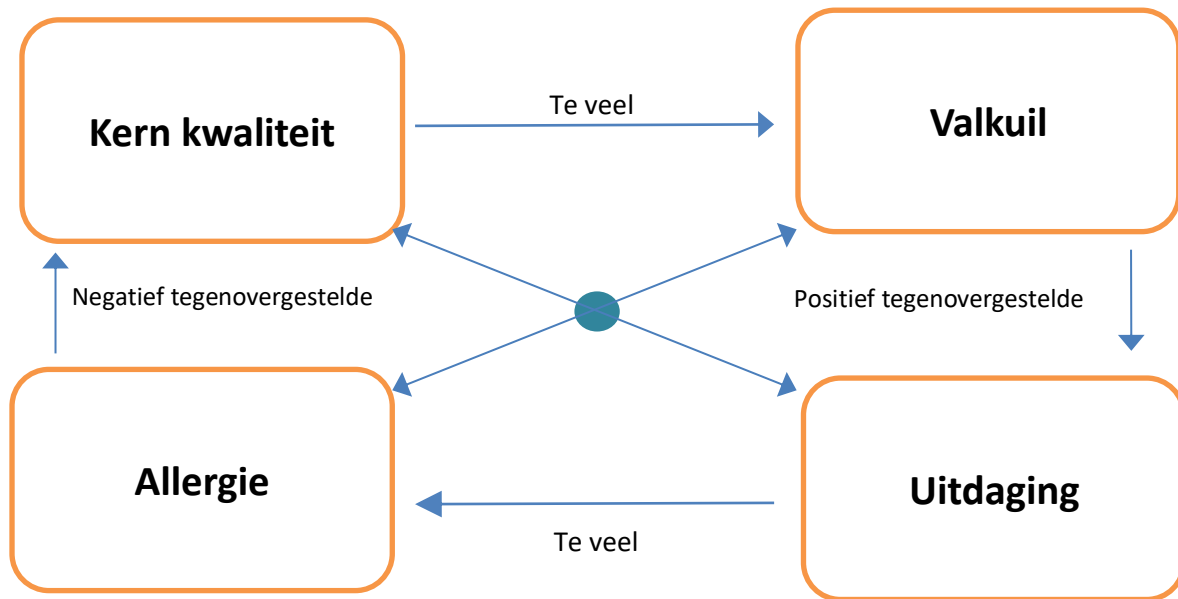 Kern kwaliteit
Te veel
Valkuil
Negatief tegenovergestelde
Positief tegenovergestelde
Allergie
Te veel
Uitdaging